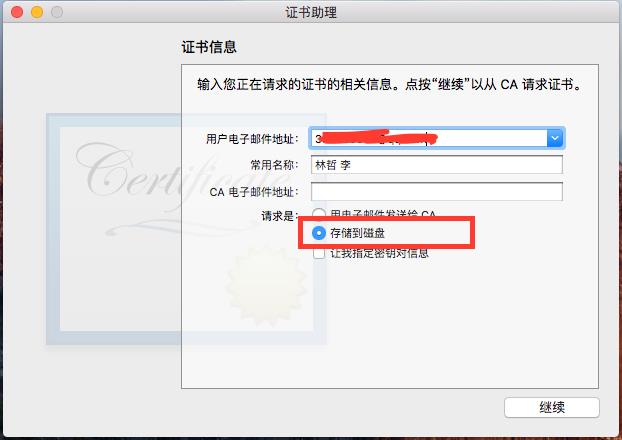 证书助理
证书信息
输入您正在请求的证书的相关信息。点按“继续”以从 CA 请求证书。
Certificate
用户电子邮件地址：3
常用名称：林哲 李
CA 电子邮件地址：
请求是：用电子邮件发送给 CA
存储到磁盘
让我指定密钥对信息
继续